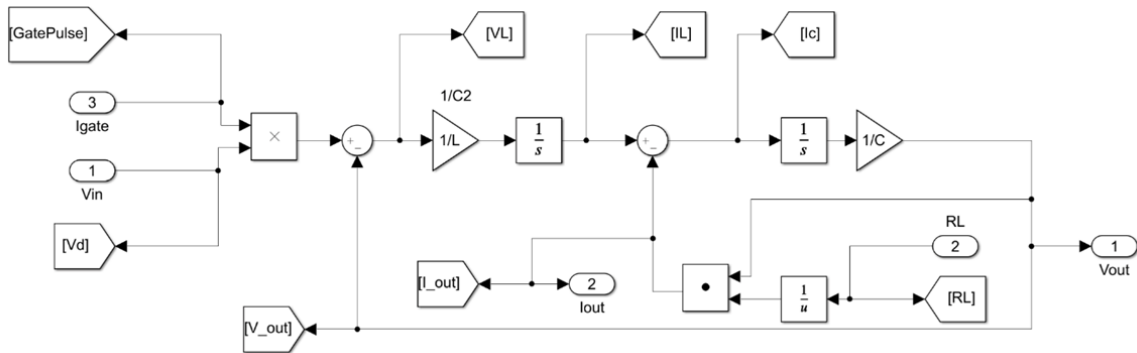 [GatePulse]
[VL]
[IL]
[Ic]
3
Igate
1/C2
×
+
−
1/L
1
s
+
−
1
s
1/C
1
Vin
[Vd]
RL
2
1
Vout
[I_out]
2
Iout
1
u
[RL]
[V_out]